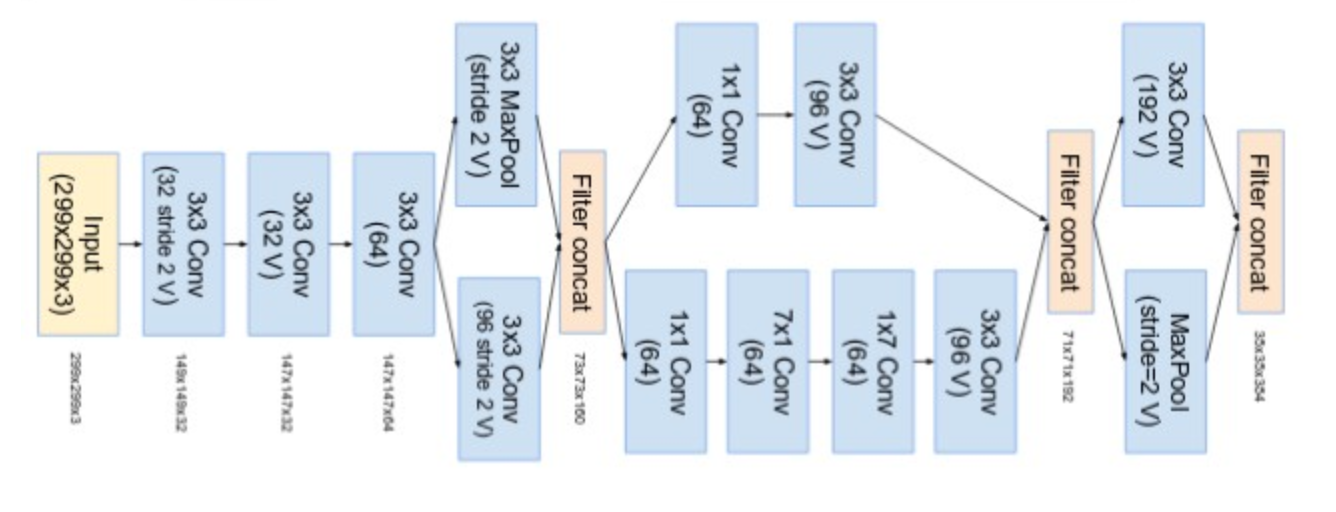 Input
(299x299x3)
299x299x3
3x3 Conv
(32 stride 2 V)
149x149x32
3x3 Conv
(32 V)
147x147x32
3x3 Conv
(64)
147x147x64
3x3 MaxPool
(stride 2 V)
3x3 Conv
(96 stride 2 V)
Filter concat
73x73x160
1x1 Conv
(64)
3x3 Conv
(96 V)
1x1 Conv
(64)
7x1 Conv
(64)
1x7 Conv
(64)
3x3 Conv
(96 V)
Filter concat
71x71x192
3x3 Conv
(192 V)
MaxPool
(stride=2 V)
Filter concat
35x35x384